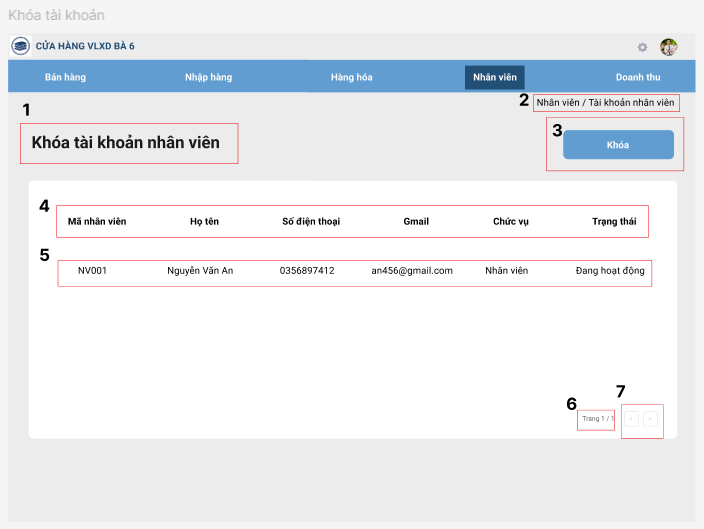 Khóa tài khoản
CỬA HÀNG VLXD BÀ 6
Bán hàng Nhập hàng Hàng hóa Nhân viên Doanh thu
2 Nhân viên / Tài khoản nhân viên
1
3
Khóa tài khoản nhân viên
Khóa
4
Mã nhân viên Họ tên Số điện thoại Gmail Chức vụ Trạng thái
5
NV001 Nguyễn Văn An 0356897412 an456@gmail.com Nhân viên Đang hoạt động
6
7
Trang 1 / 1